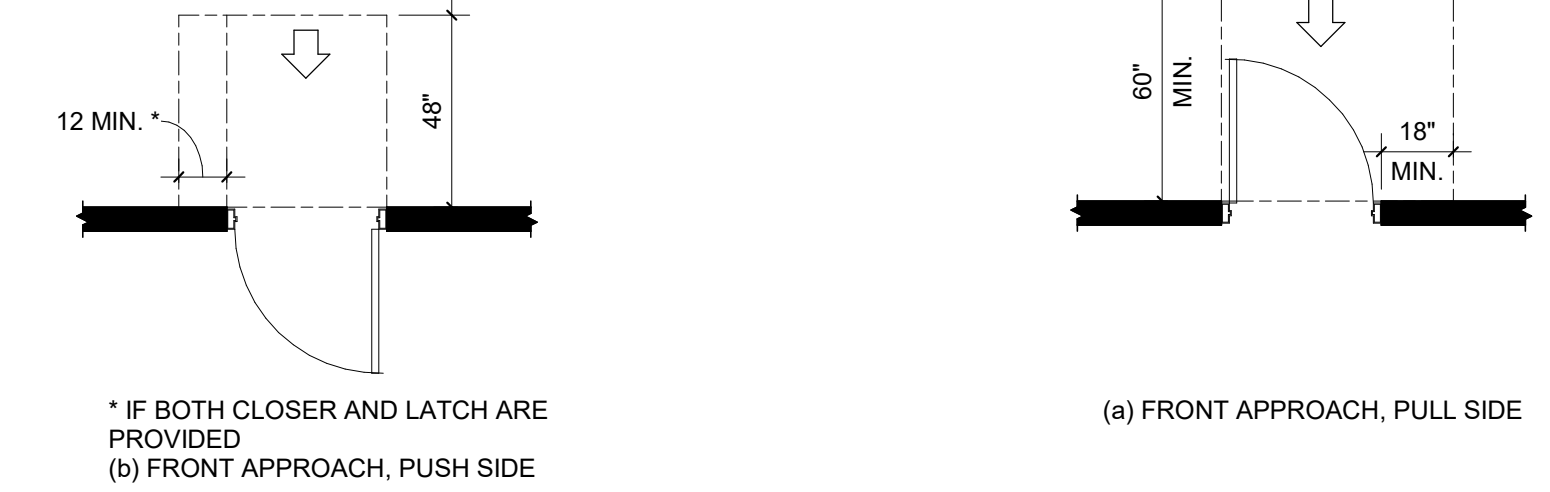 12 MIN. *
48"
* IF BOTH CLOSER AND LATCH ARE
PROVIDED
(b) FRONT APPROACH, PUSH SIDE
60"
MIN.
18"
MIN.
(a) FRONT APPROACH, PULL SIDE